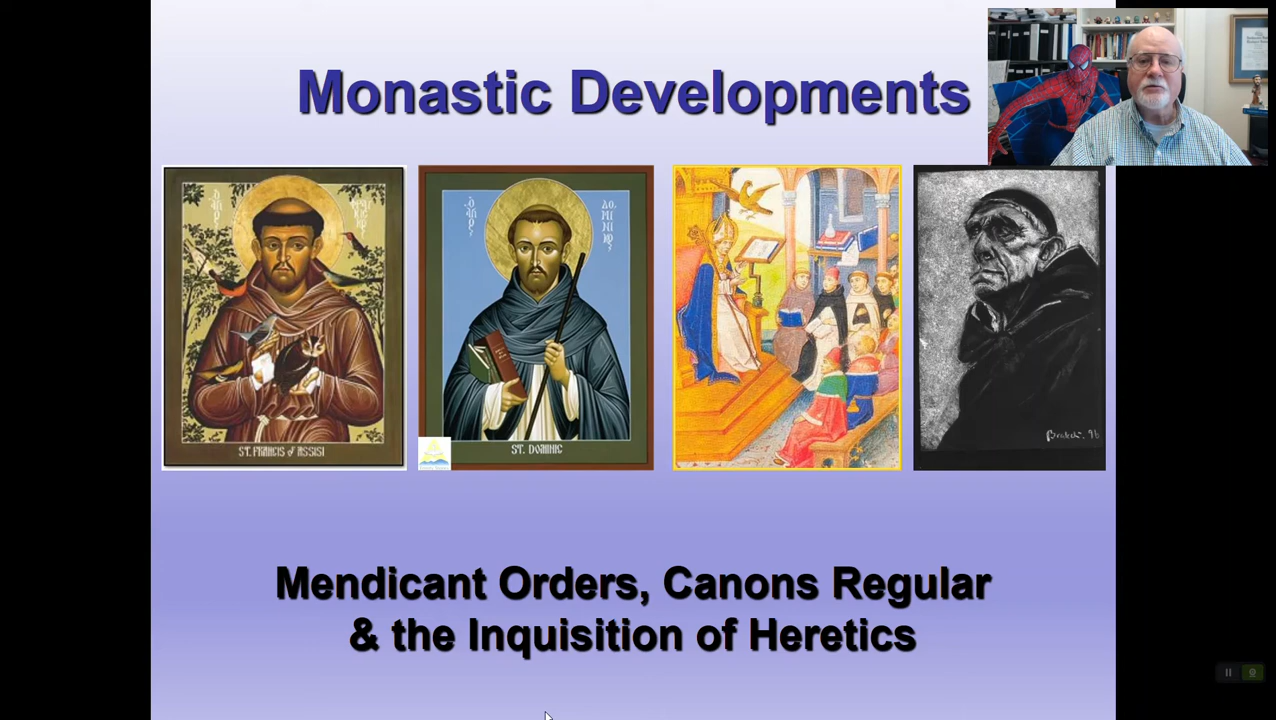 Monastic Developments
ST. FRANCIS of ASSISI
ST. DOMINIC
Mendicant Orders, Canons Regular
& the Inquisition of Heretics